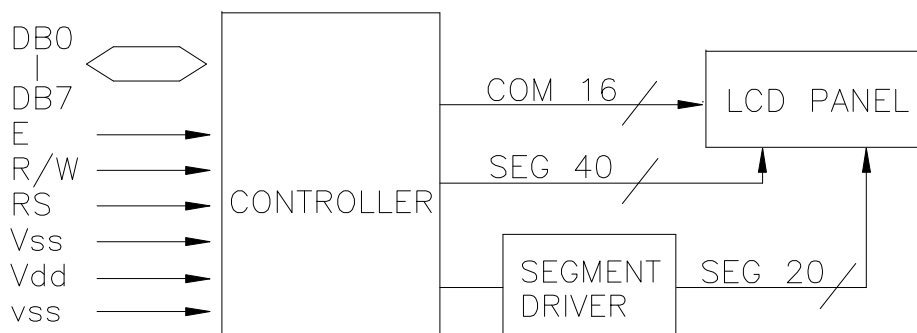 DB0
|
DB7
E
R/W
RS
Vss
Vdd
vss
CONTROLLER
COM 16
SEG 40
SEGMENT
DRIVER
SEG 20
LCD PANEL